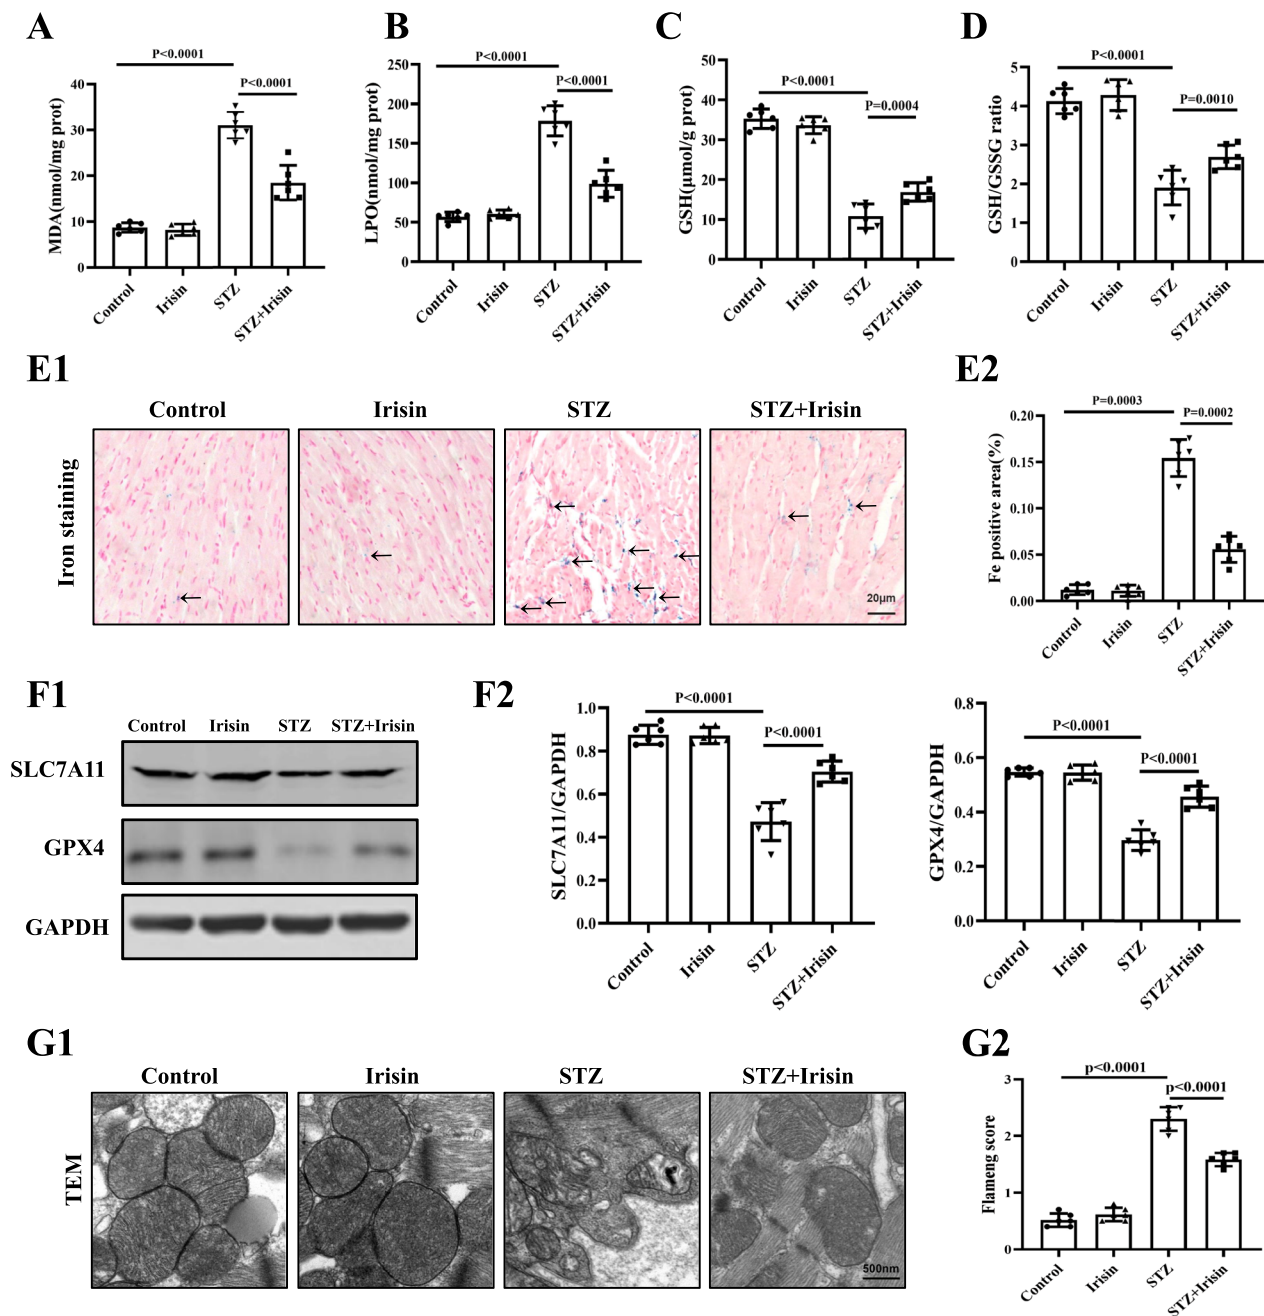 A
P<0.0001
P<0.0001
MDA(nmol/mg prot)
40
30
20
10
0
Control
Irisin
STZ
STZ+Irisin
B
P<0.0001
P<0.0001
LPO(nmol/mg prot)
250
200
150
100
50
0
Control
Irisin
STZ
STZ+Irisin
C
P<0.0001
P=0.0004
GSH(μmol/g prot)
50
40
30
20
10
0
Control
Irisin
STZ
STZ+Irisin
D
P<0.0001
P=0.0010
GSH/GSSG ratio
5
4
3
2
1
0
Control
Irisin
STZ
STZ+Irisin
E1
Control
Irisin
STZ
STZ+Irisin
Iron staining
20μm
E2
P=0.0003
P=0.0002
Fe positive area(%)
0.20
0.15
0.10
0.05
0.00
Control
Irisin
STZ
STZ+Irisin
F1
Control
Irisin
STZ
STZ+Irisin
SLC7A11
GPX4
GAPDH
F2
P<0.0001
P<0.0001
SLC7A11/GAPDH
1.0
0.8
0.6
0.4
0.2
0.0
Control
Irisin
STZ
STZ+Irisin
P<0.0001
P<0.0001
GPX4/GAPDH
0.8
0.6
0.4
0.2
0.0
Control
Irisin
STZ
STZ+Irisin
G1
Control
Irisin
STZ
STZ+Irisin
TEM
500nm
G2
p<0.0001
p<0.0001
Flameng score
3
2
1
0
Control
Irisin
STZ
STZ+Irisin